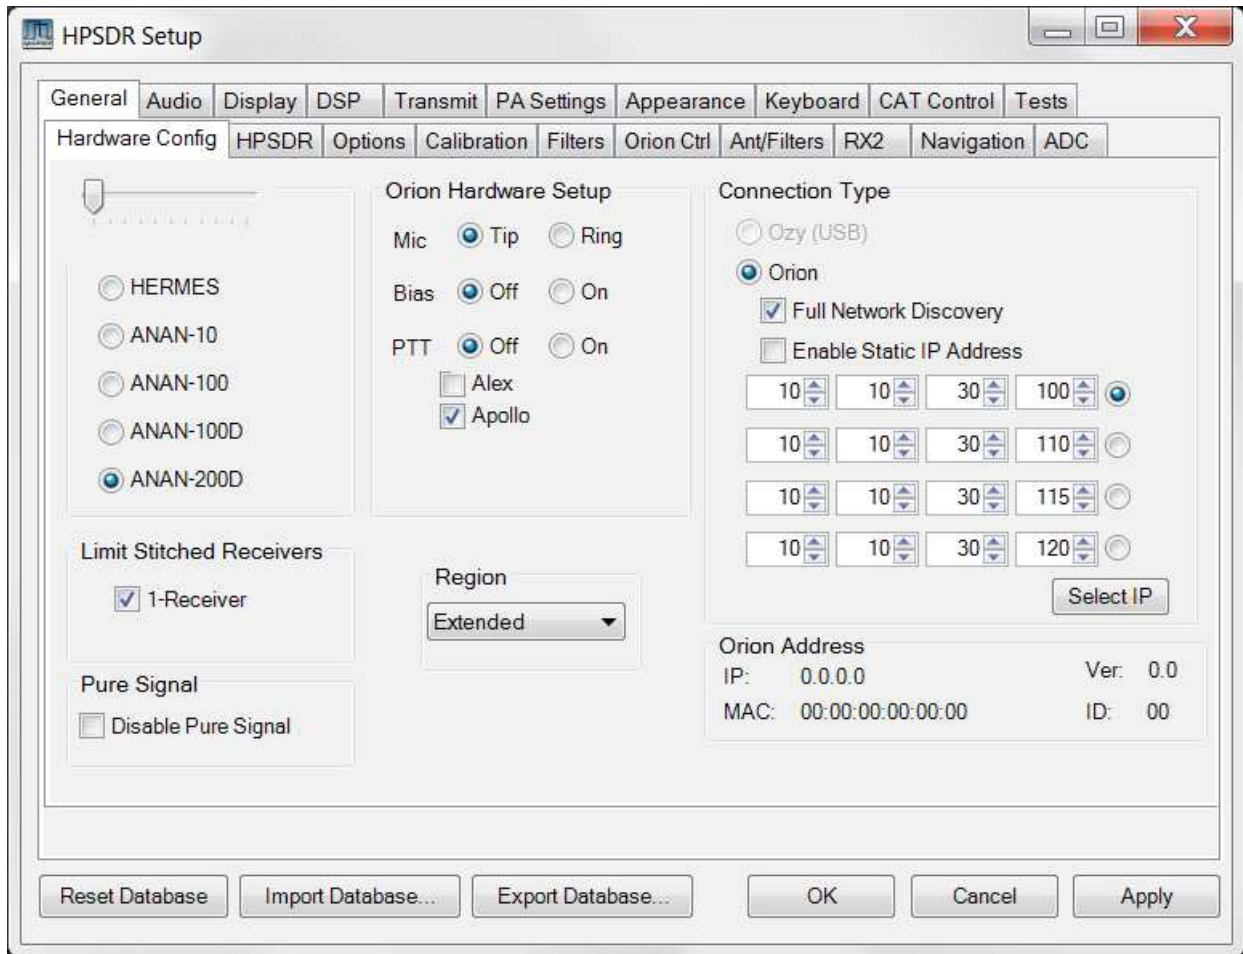 HPSDR Setup
General Audio Display DSP Transmit PA Settings Appearance Keyboard CAT Control Tests
Hardware Config HPSDR Options Calibration Filters Orion Ctrl Ant/Filters RX2 Navigation ADC
HERMES
ANAN-10
ANAN-100
ANAN-100D
ANAN-200D
Limit Stitched Receivers
1-Receiver
Pure Signal
Disable Pure Signal
Orion Hardware Setup
Mic Tip Ring
Bias Off On
PTT Off On
Alex
Apollo
Region
Extended
Connection Type
Ozy (USB)
Orion
Full Network Discovery
Enable Static IP Address
10 10 30 100
10 10 30 110
10 10 30 115
10 10 30 120
Select IP
Orion Address
IP: 0.0.0.0 Ver: 0.0
MAC: 00:00:00:00:00:00 ID: 00
Reset Database Import Database... Export Database... OK Cancel Apply